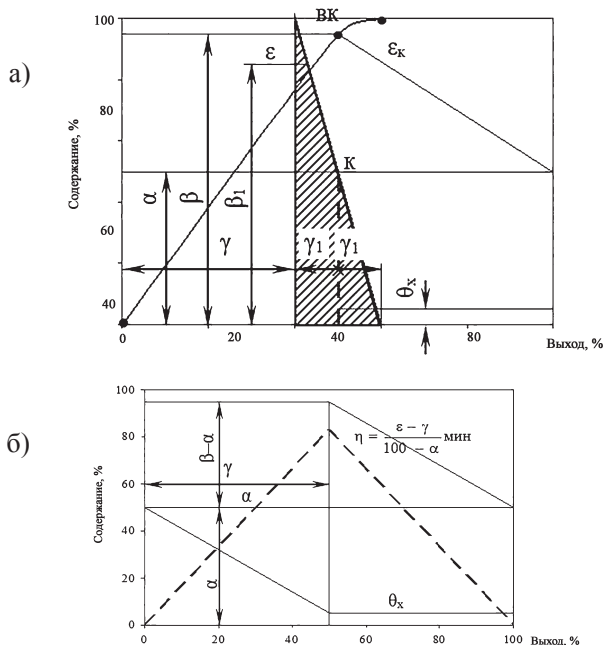 а)
Содержание, %
100
80
60
40
0
20
40
80
Выход, %
ВК
ε
εк
К
α
β
β1
γ
γ1
γ1
θx
б)
Содержание, %
100
80
60
40
20
0
0
20
40
60
80
100
Выход, %
β–α
γ
α
α
η = ε – γ / 100 – α мин
θx